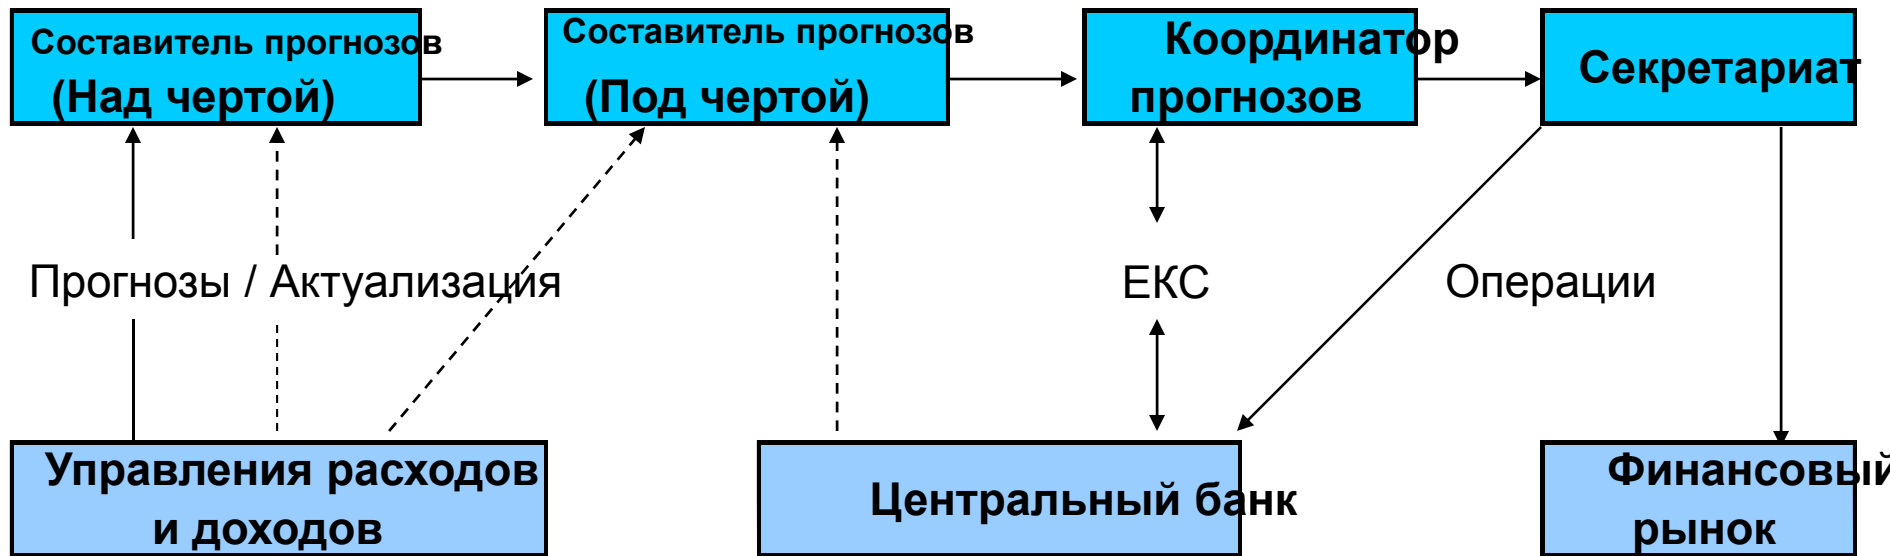 Составитель прогнозов
(Над чертой)
Составитель прогнозов
(Под чертой)
Координатор
прогнозов
Секретариат
Прогнозы / Актуализация
ЕКС
Операции
Управления расходов
и доходов
Центральный банк
Финансовый
рынок